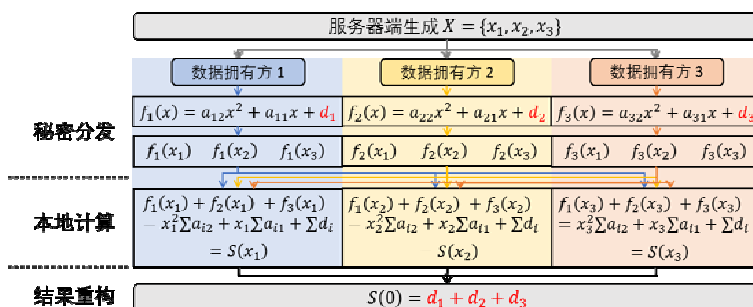 服务器端生成 X = {x₁, x₂, x₃}
数据拥有方 1 数据拥有方 2 数据拥有方 3
秘密分发
f₁(x) = a₁₂x² + a₁₁x + d₁ f₂(x) = a₂₂x² + a₂₁x + d₂ f₃(x) = a₃₂x² + a₃₁x + d₃
f₁(x₁) f₁(x₂) f₁(x₃) f₂(x₁) f₂(x₂) f₂(x₃) f₃(x₁) f₃(x₂) f₃(x₃)
本地计算
f₁(x₁) + f₂(x₁) + f₃(x₁) f₁(x₂) + f₂(x₂) + f₃(x₂) f₁(x₃) + f₂(x₃) + f₃(x₃)
= x₁²∑aᵢ₂ + x₁∑aᵢ₁ + ∑dᵢ = x₂²∑aᵢ₂ + x₂∑aᵢ₁ + ∑dᵢ = x₃²∑aᵢ₂ + x₃∑aᵢ₁ + ∑dᵢ
= S(x₁) S(x₂) = S(x₃)
结果重构
S(0) = d₁ + d₂ + d₃